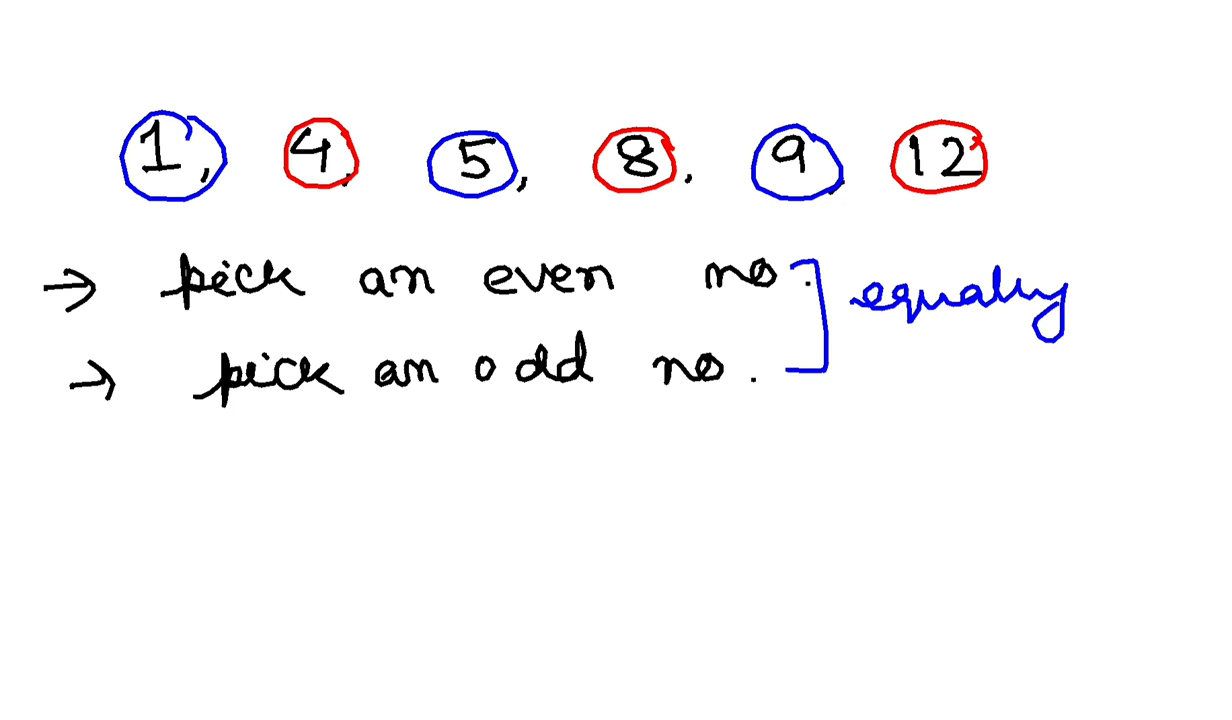 1, 4, 5, 8, 9, 12
→ pick an even no.
→ pick an odd no.
equally